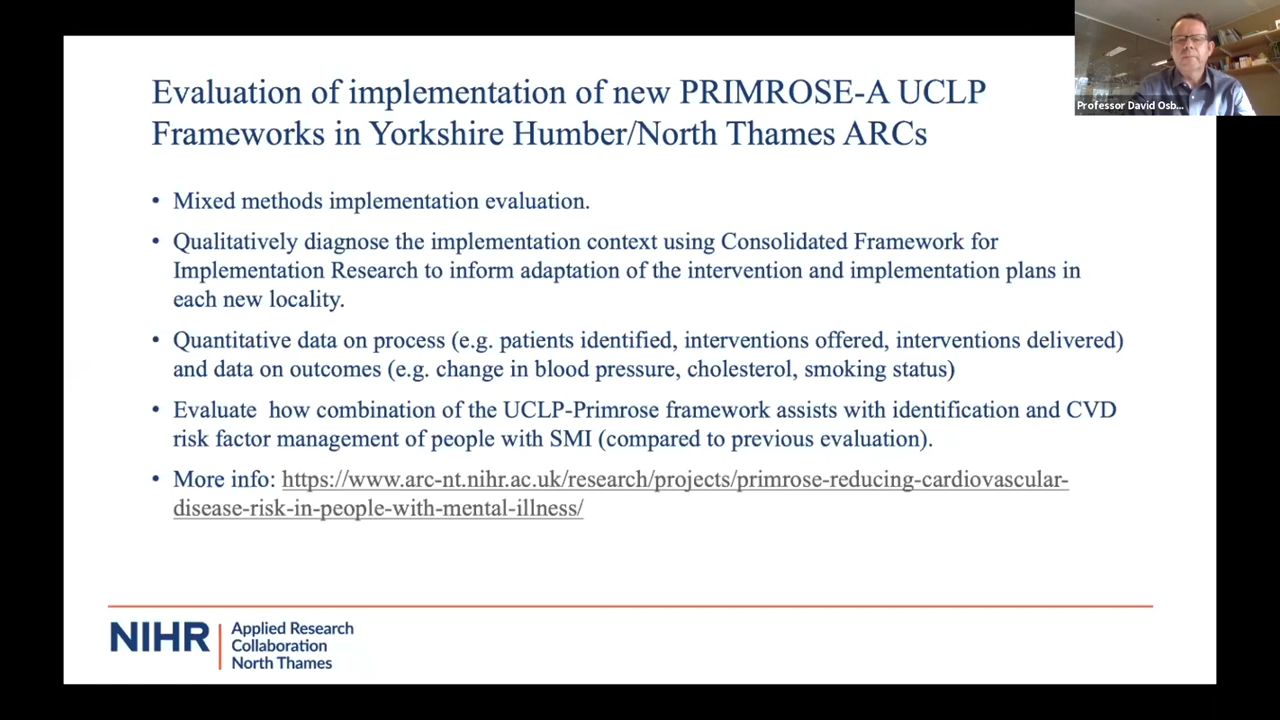 Evaluation of implementation of new PRIMROSE-A UCLP
Frameworks in Yorkshire Humber/North Thames ARCs
• Mixed methods implementation evaluation.
• Qualitatively diagnose the implementation context using Consolidated Framework for
Implementation Research to inform adaptation of the intervention and implementation plans in
each new locality.
• Quantitative data on process (e.g. patients identified, interventions offered, interventions delivered)
and data on outcomes (e.g. change in blood pressure, cholesterol, smoking status)
• Evaluate  how combination of the UCLP-Primrose framework assists with identification and CVD
risk factor management of people with SMI (compared to previous evaluation).
• More info: https://www.arc-nt.nihr.ac.uk/research/projects/primrose-reducing-cardiovascular-
disease-risk-in-people-with-mental-illness/
NIHR
Applied Research
Collaboration
North Thames
Professor David Osb...